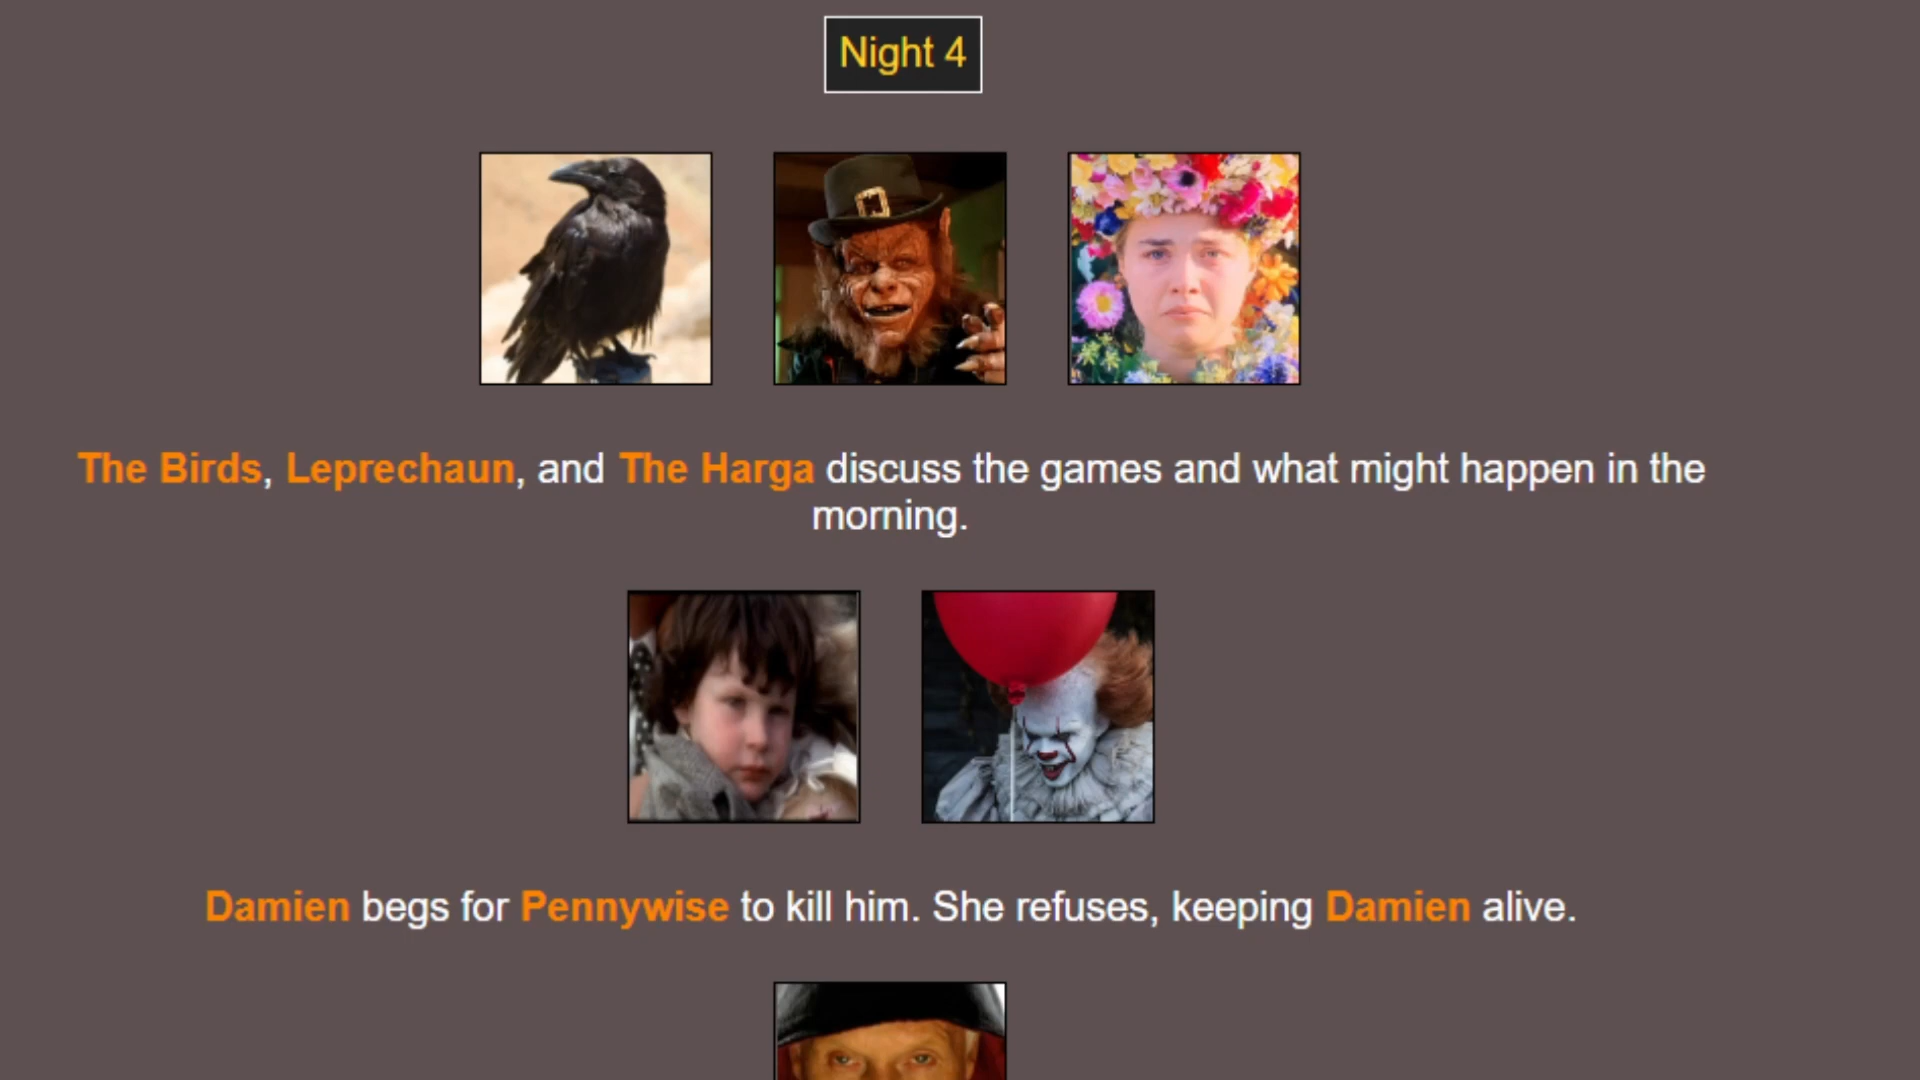 Night 4
The Birds, Leprechaun, and The Harga discuss the games and what might happen in the
morning.
Damien begs for Pennywise to kill him. She refuses, keeping Damien alive.